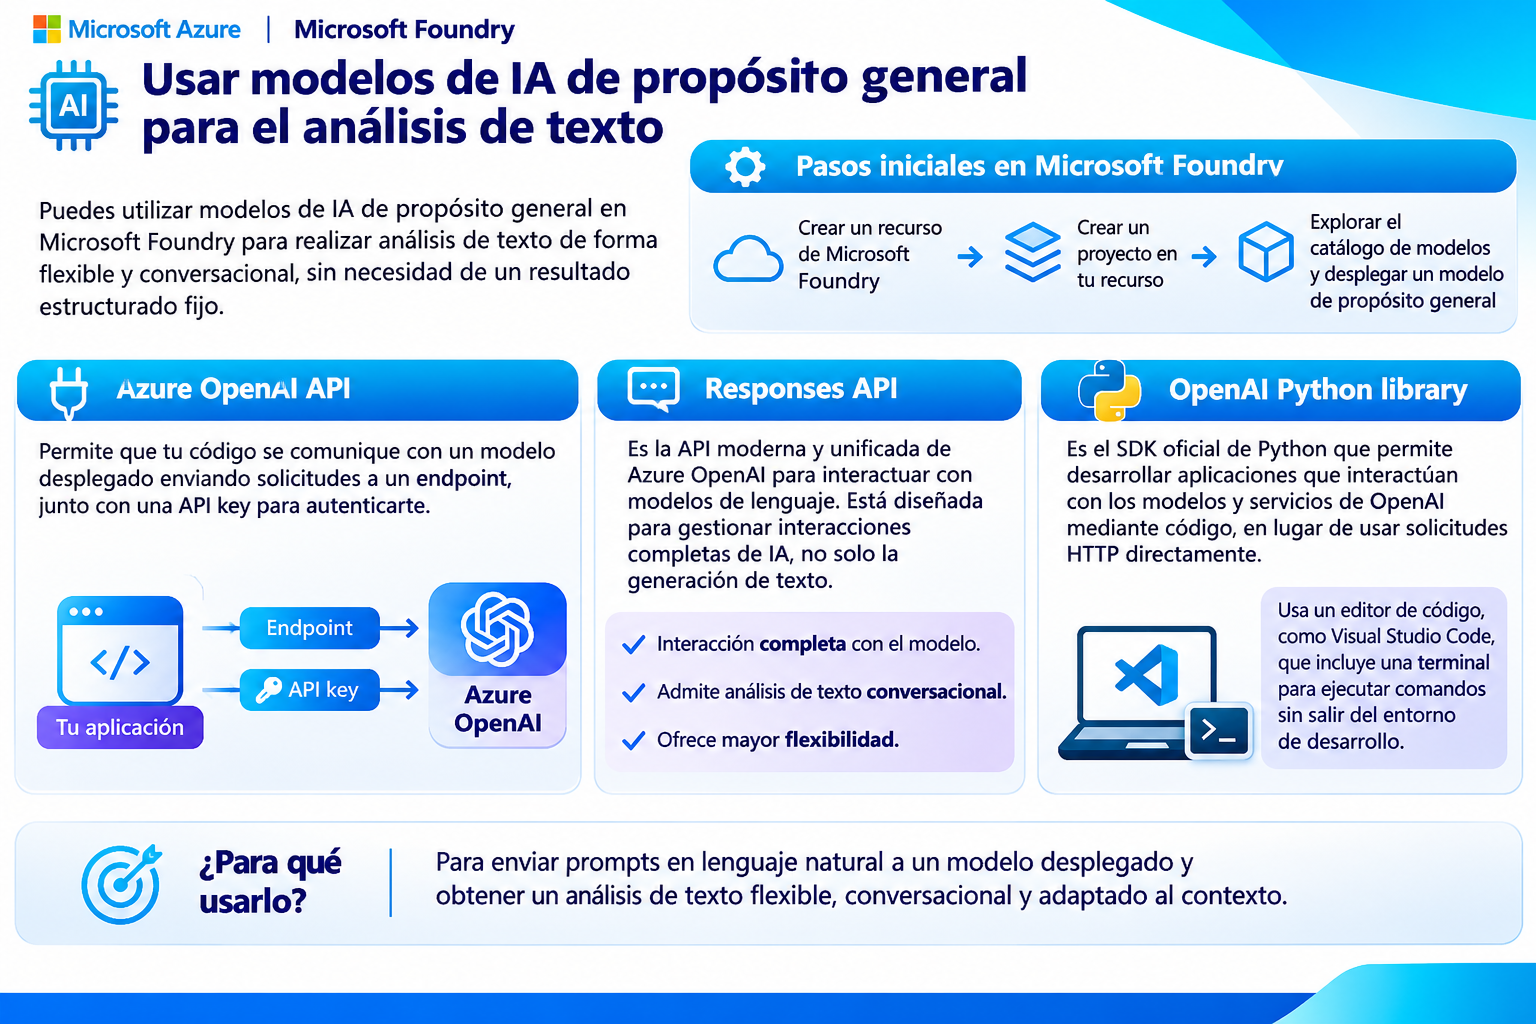 Microsoft Azure | Microsoft Foundry
AI
Usar modelos de IA de propósito general
para el análisis de texto
Puedes utilizar modelos de IA de propósito general en
Microsoft Foundry para realizar análisis de texto de forma
flexible y conversacional, sin necesidad de un resultado
estructurado fijo.
Pasos iniciales en Microsoft Foundry
Crear un recurso
de Microsoft
Foundry
Crear un
proyecto en
tu recurso
Explorar el
catálogo de modelos
y desplegar un modelo
de propósito general
Azure OpenAI API
Permite que tu código se comunique con un modelo
desplegado enviando solicitudes a un endpoint,
junto con una API key para autenticarte.
</>
Tu aplicación
Endpoint
API key
Azure
OpenAI
Responses API
Es la API moderna y unificada de
Azure OpenAI para interactuar con
modelos de lenguaje. Está diseñada
para gestionar interacciones
completas de IA, no solo la
generación de texto.
Interacción completa con el modelo.
Admite análisis de texto conversacional.
Ofrece mayor flexibilidad.
OpenAI Python library
Es el SDK oficial de Python que permite
desarrollar aplicaciones que interactúan
con los modelos y servicios de OpenAI
mediante código, en lugar de usar solicitudes
HTTP directamente.
>_
Usa un editor de código,
como Visual Studio Code,
que incluye una terminal
para ejecutar comandos
sin salir del entorno
de desarrollo.
¿Para qué
usarlo?
Para enviar prompts en lenguaje natural a un modelo desplegado y
obtener un análisis de texto flexible, conversacional y adaptado al contexto.